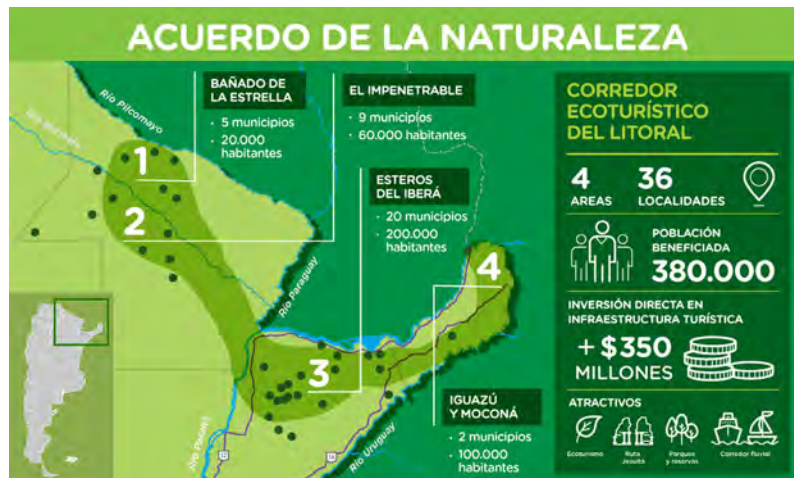 ACUERDO DE LA NATURALEZA
BAÑADO DE
LA ESTRELLA
· 5 municipios
· 20.000
habitantes
EL IMPENETRABLE
· 9 municipios
· 60.000
habitantes
ESTEROS
DEL IBERÁ
· 20 municipios
· 200.000
habitantes
IGUAZÚ
Y MOCONÁ
· 2 municipios
· 100.000
habitantes
Río Pilcomayo
Río Paraguay
Río Paraná
Río Uruguay
1
2
3
4
12
14
CORREDOR
ECOTURÍSTICO
DEL LITORAL
4
AREAS
36
LOCALIDADES
POBLACIÓN
BENEFICIADA
380.000
INVERSIÓN DIRECTA EN
INFRAESTRUCTURA TURÍSTICA
+ $350
MILLONES
ATRACTIVOS
Ecoturismo
Ruta
Jesuita
Parques
y reservas
Corredor fluvial